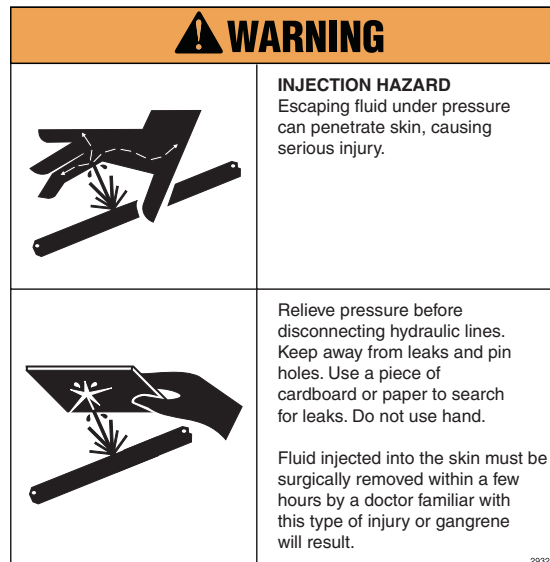 WARNING
INJECTION HAZARD
Escaping fluid under pressure
can penetrate skin, causing
serious injury.
Relieve pressure before
disconnecting hydraulic lines.
Keep away from leaks and pin
holes. Use a piece of
cardboard or paper to search
for leaks. Do not use hand.
Fluid injected into the skin must be
surgically removed within a few
hours by a doctor familiar with
this type of injury or gangrene
will result.
2932